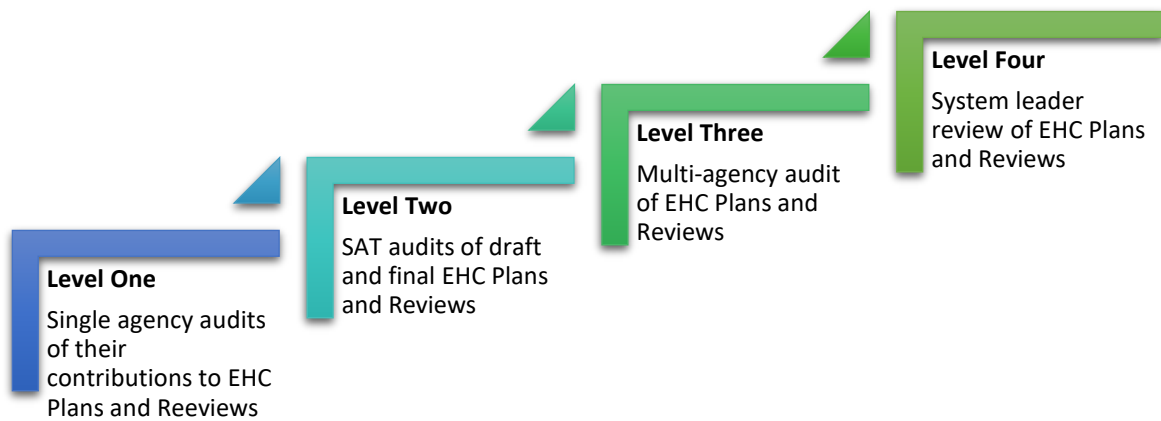 Level One
Single agency audits
of their
contributions to EHC
Plans and Reeviews
Level Two
SAT audits of draft
and final EHC Plans
and Reviews
Level Three
Multi-agency audit
of EHC Plans and
Reviews
Level Four
System leader
review of EHC Plans
and Reviews